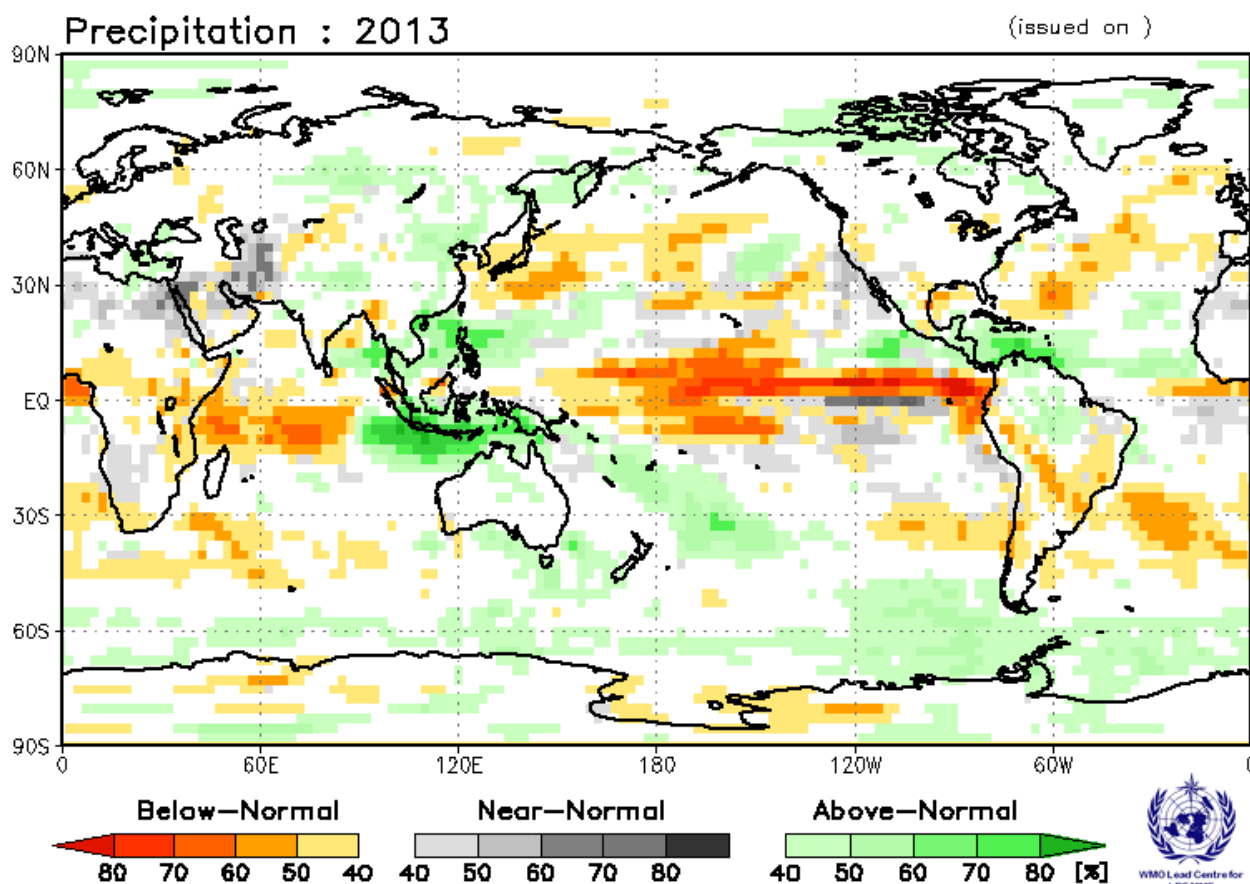 Precipitation : 2013
(issued on )
90N
60N
30N
EQ
30S
60S
90S
0 60E 120E 180 120W 60W 0
Below-Normal Near-Normal Above-Normal
80 70 60 50 40 40 50 60 70 80 40 50 60 70 80 [%]
WMO Lead Centre for